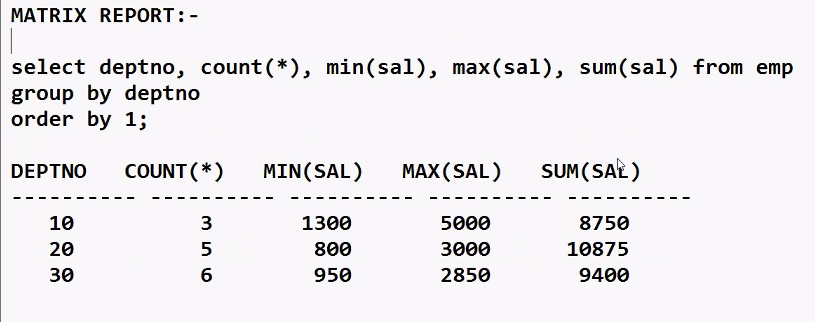 MATRIX REPORT:-
select deptno, count(*), min(sal), max(sal), sum(sal) from emp
group by deptno
order by 1;
DEPTNO   COUNT(*)   MIN(SAL)   MAX(SAL)   SUM(SAL)
---------- ---------- ---------- ---------- ----------
10          3       1300       5000       8750
20          5        800       3000      10875
30          6        950       2850       9400